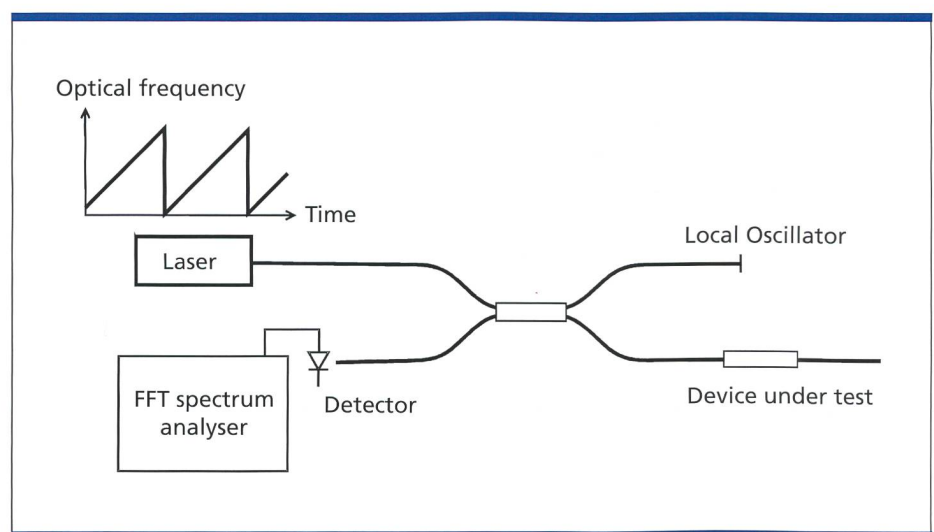 Optical frequency
Time
Laser
Local Oscillator
FFT spectrum
analyser
Detector
Device under test